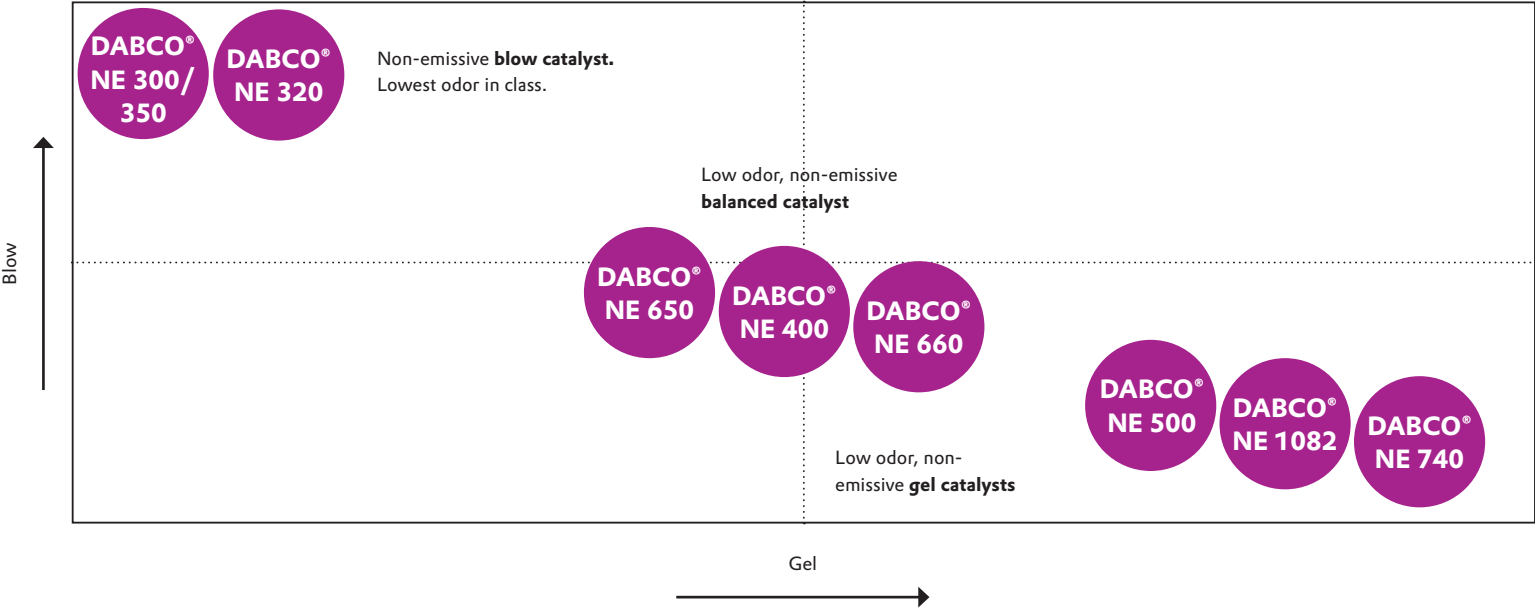 DABCO®
NE 300/
350
DABCO®
NE 320
Non-emissive blow catalyst.
Lowest odor in class.
Low odor, non-emissive
balanced catalyst
Blow
DABCO®
NE 650
DABCO®
NE 400
DABCO®
NE 660
DABCO®
NE 500
DABCO®
NE 1082
DABCO®
NE 740
Low odor, non-
emissive gel catalysts
Gel